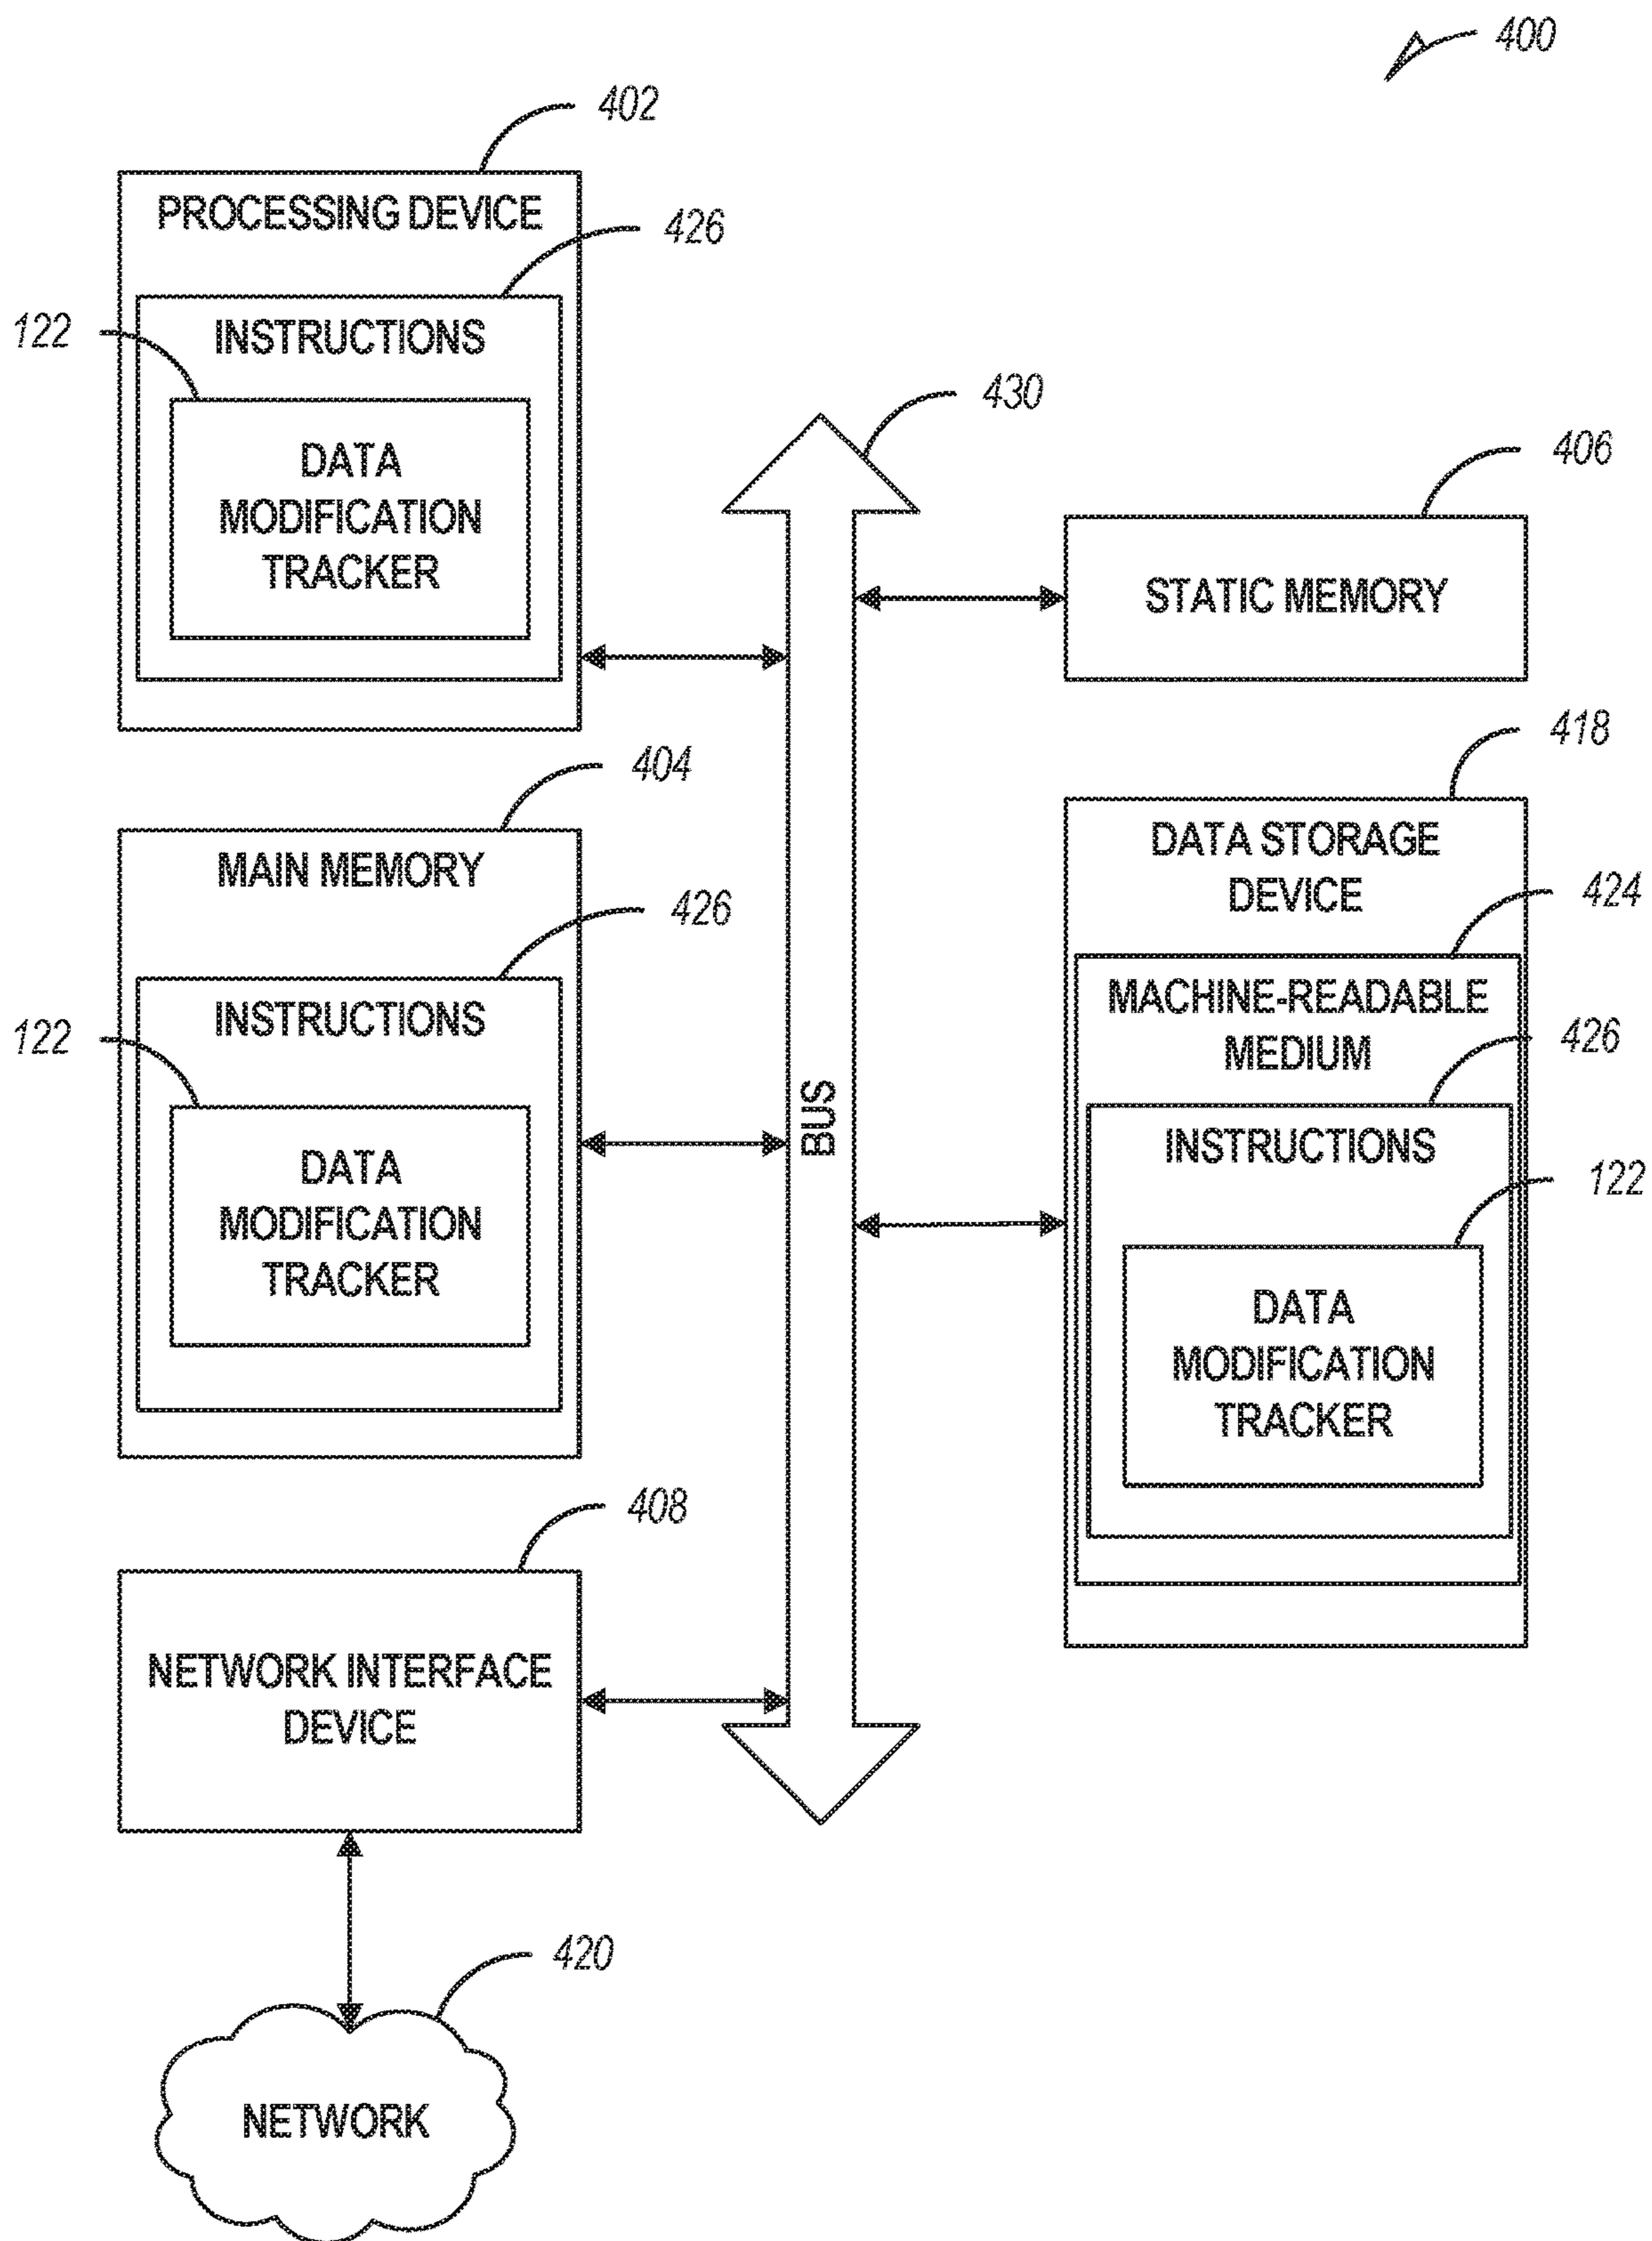 400
402
PROCESSING DEVICE
426
122
INSTRUCTIONS
DATA
MODIFICATION
TRACKER
430
406
STATIC MEMORY
404
MAIN MEMORY
426
122
INSTRUCTIONS
DATA
MODIFICATION
TRACKER
BUS
418
DATA STORAGE
DEVICE
424
MACHINE-READABLE
MEDIUM
426
INSTRUCTIONS
122
DATA
MODIFICATION
TRACKER
408
NETWORK INTERFACE
DEVICE
420
NETWORK